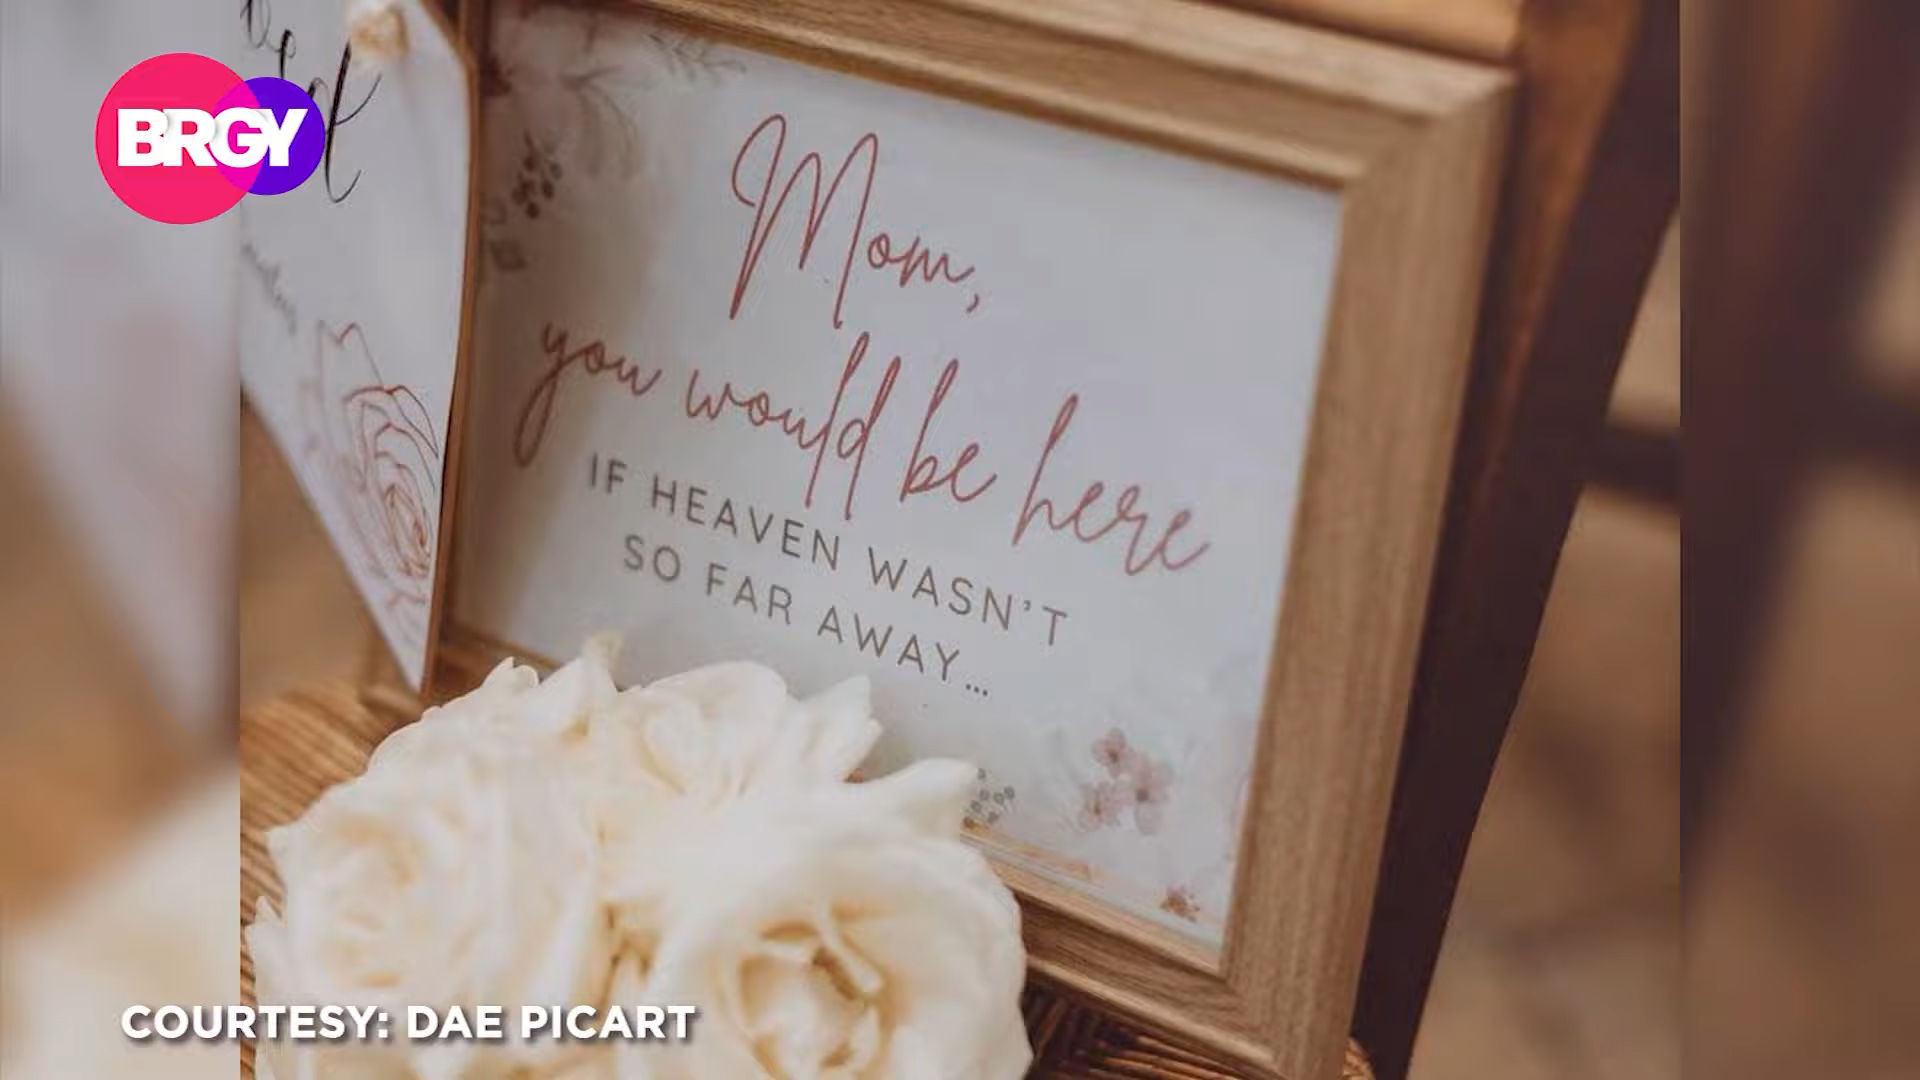 BRGY
Mom,
you would be here
IF HEAVEN WASN'T
SO FAR AWAY...
COURTESY: DAE PICART